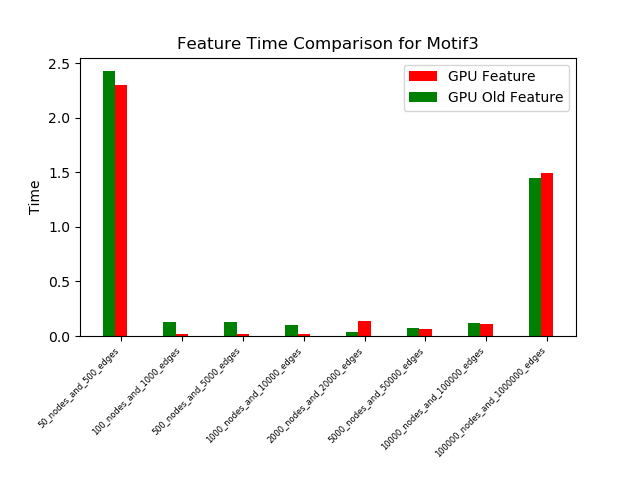 Feature Time Comparison for Motif3
GPU Feature
GPU Old Feature
Time
2.5
2.0
1.5
1.0
0.5
0.0
50_nodes_and_500_edges
100_nodes_and_1000_edges
500_nodes_and_5000_edges
1000_nodes_and_10000_edges
2000_nodes_and_20000_edges
5000_nodes_and_50000_edges
10000_nodes_and_100000_edges
100000_nodes_and_1000000_edges